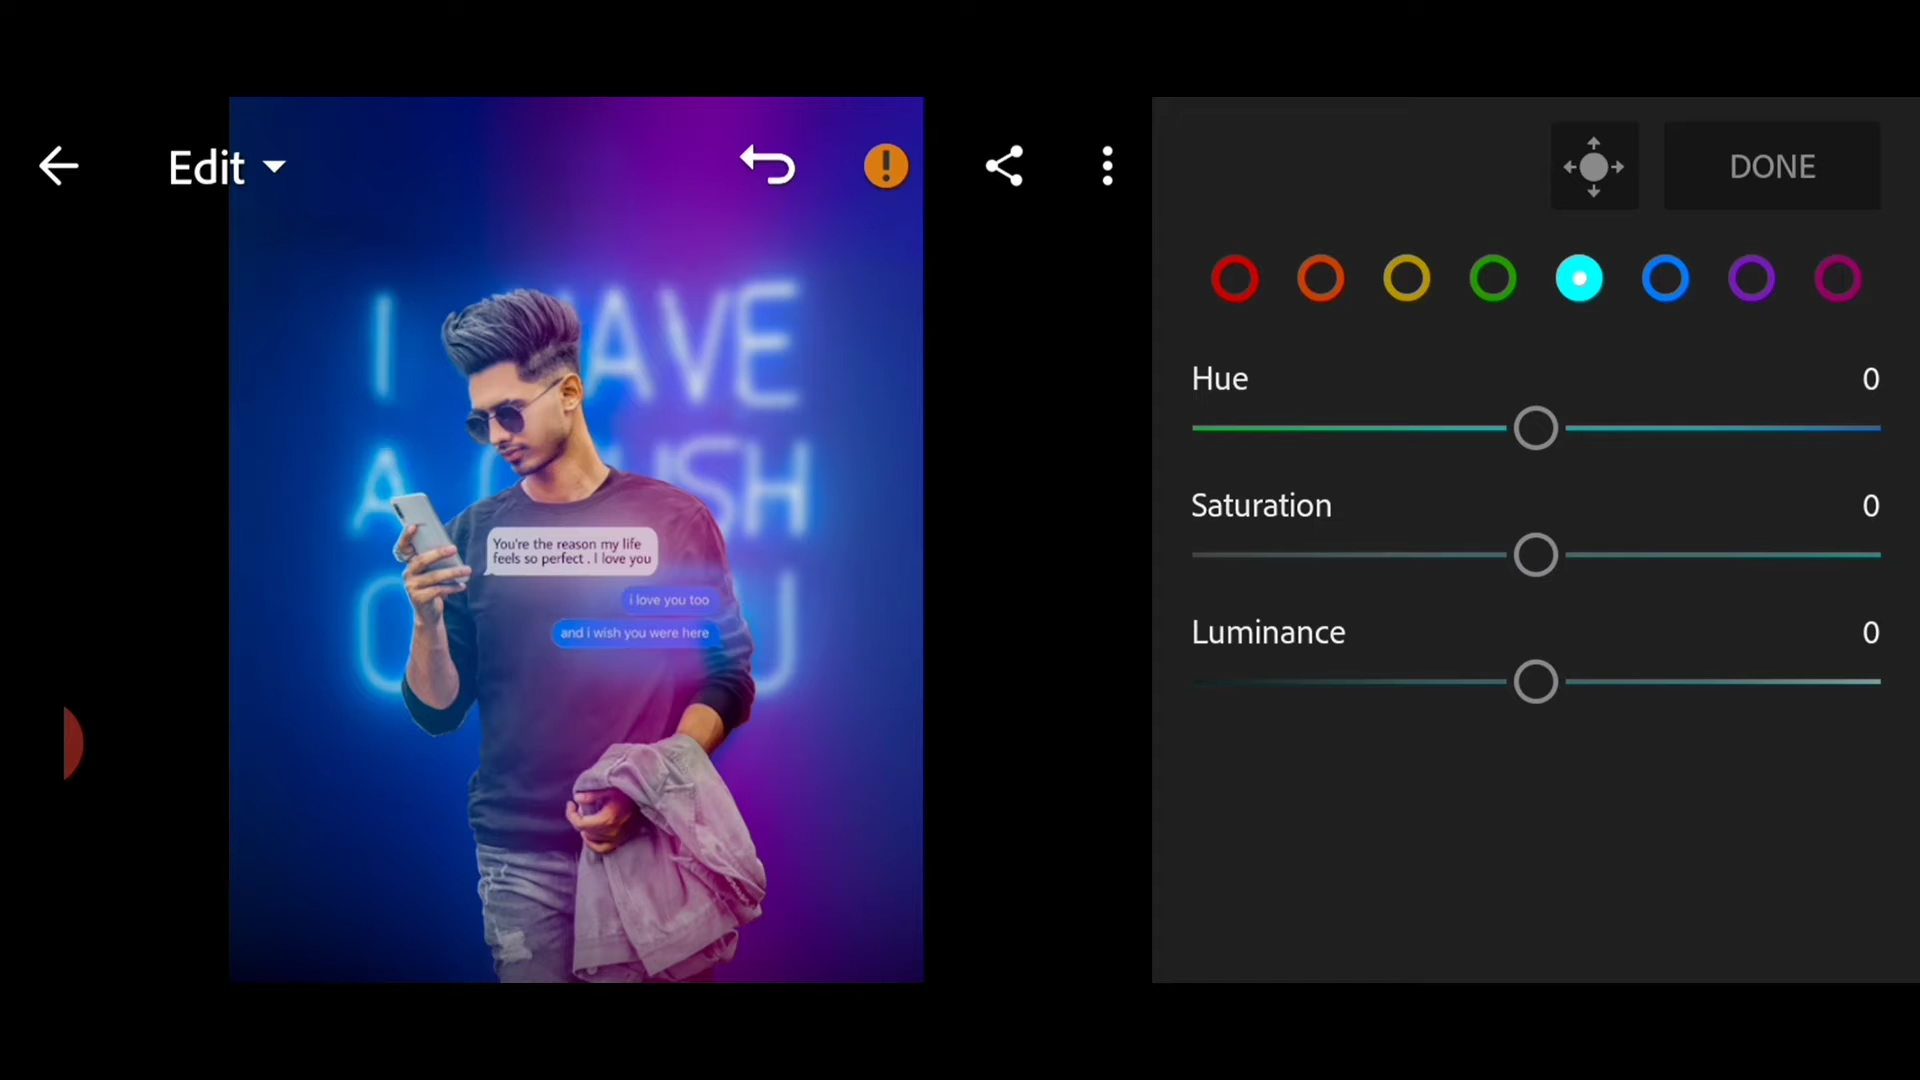 Edit
DONE
Hue 0
Saturation 0
Luminance 0
I HAVE
A
You're the reason my life
feels so perfect . I love you
i love you too
and i wish you were here